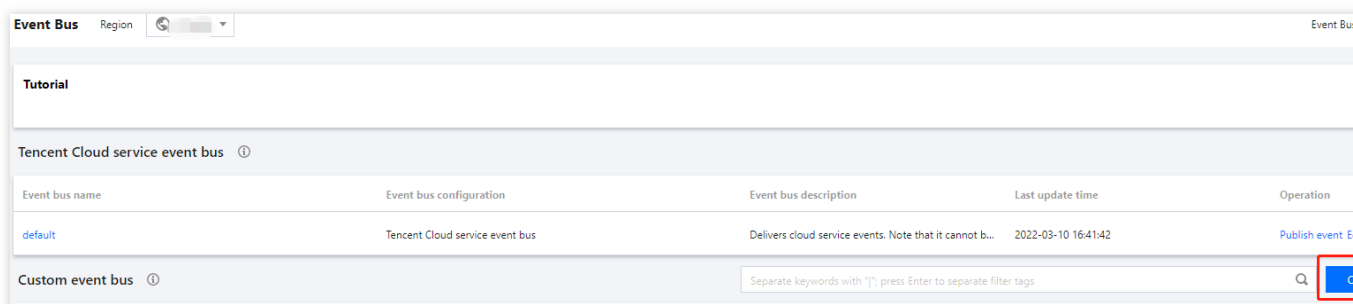 Event Bus Region Event Bus
Tutorial
Tencent Cloud service event bus
Event bus name Event bus configuration Event bus description Last update time Operation
default Tencent Cloud service event bus Delivers cloud service events. Note that it cannot b... 2022-03-10 16:41:42 Publish event
Custom event bus Separate keywords with "|"; press Enter to separate filter tags